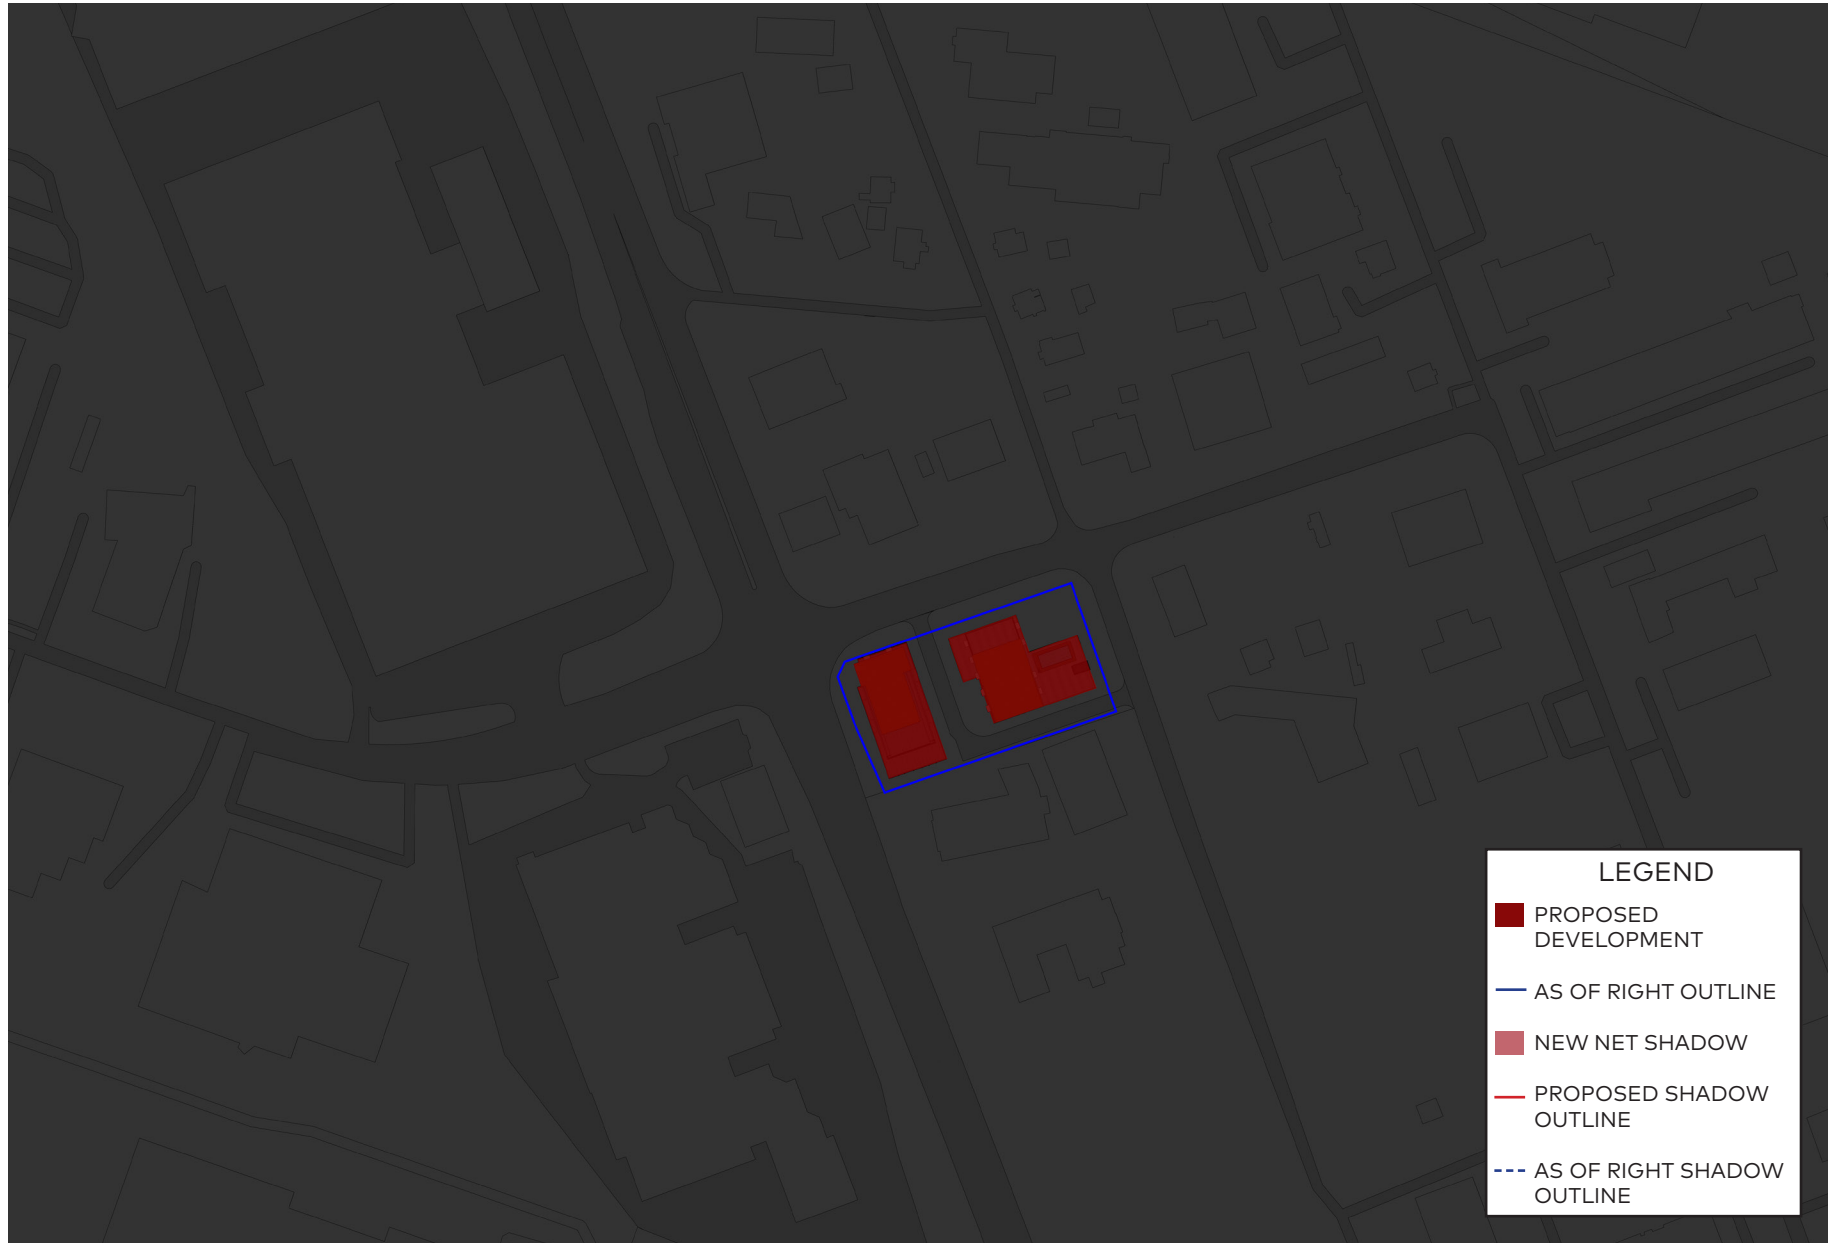 LEGEND
PROPOSED
DEVELOPMENT
AS OF RIGHT OUTLINE
NEW NET SHADOW
PROPOSED SHADOW
OUTLINE
AS OF RIGHT SHADOW
OUTLINE